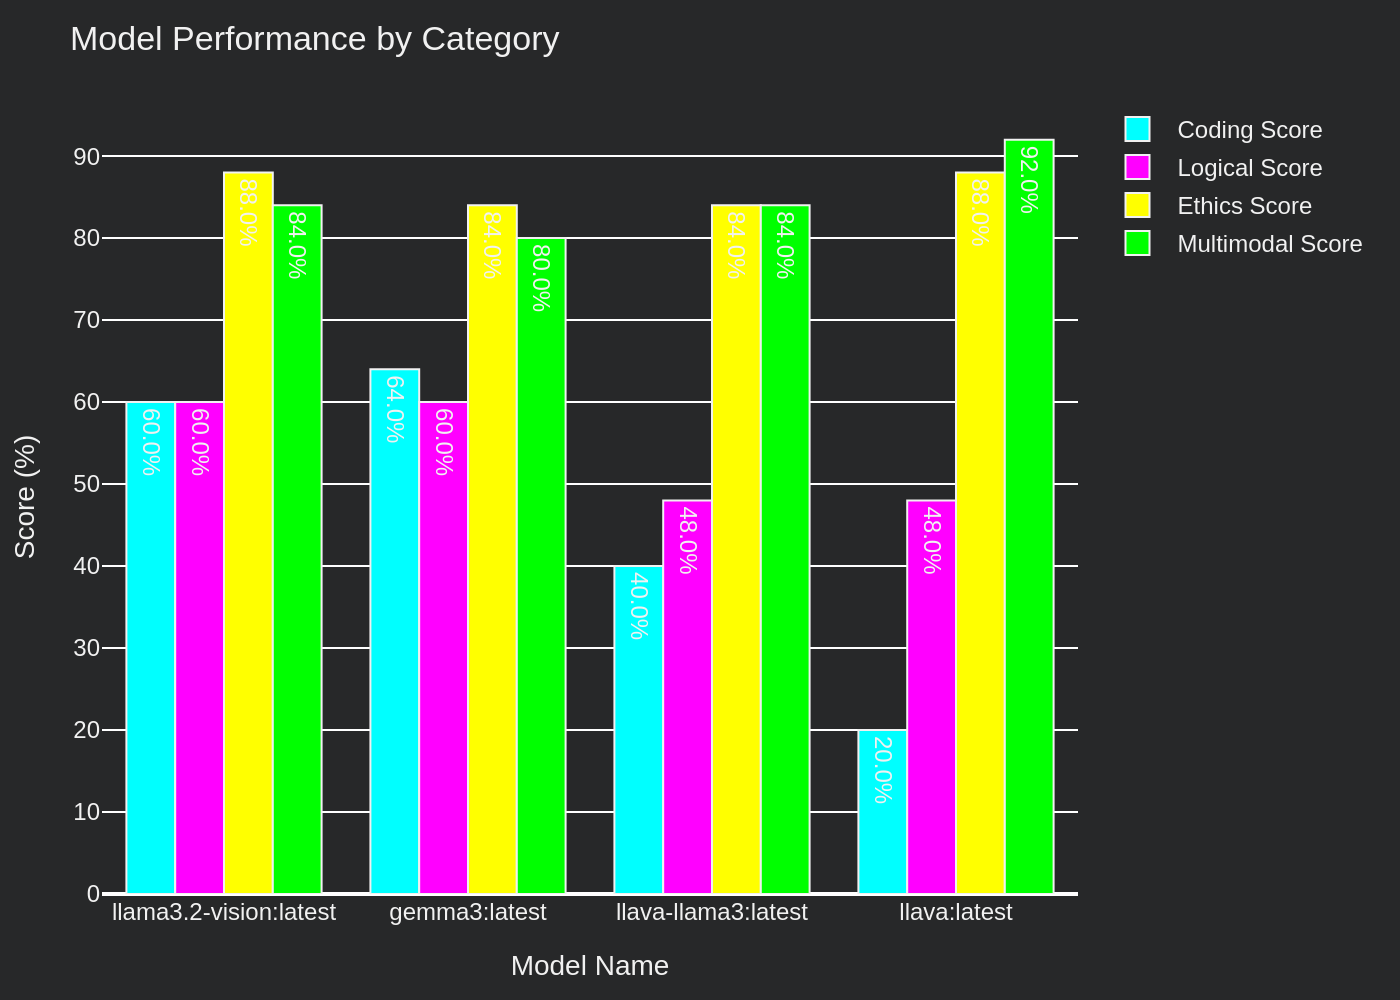 Model Performance by Category
Coding Score
Logical Score
Ethics Score
Multimodal Score
Score (%)
90
80
70
60
50
40
30
20
10
0
60.0%
60.0%
88.0%
84.0%
64.0%
60.0%
84.0%
80.0%
40.0%
48.0%
84.0%
84.0%
20.0%
48.0%
88.0%
92.0%
llama3.2-vision:latest
gemma3:latest
llava-llama3:latest
llava:latest
Model Name